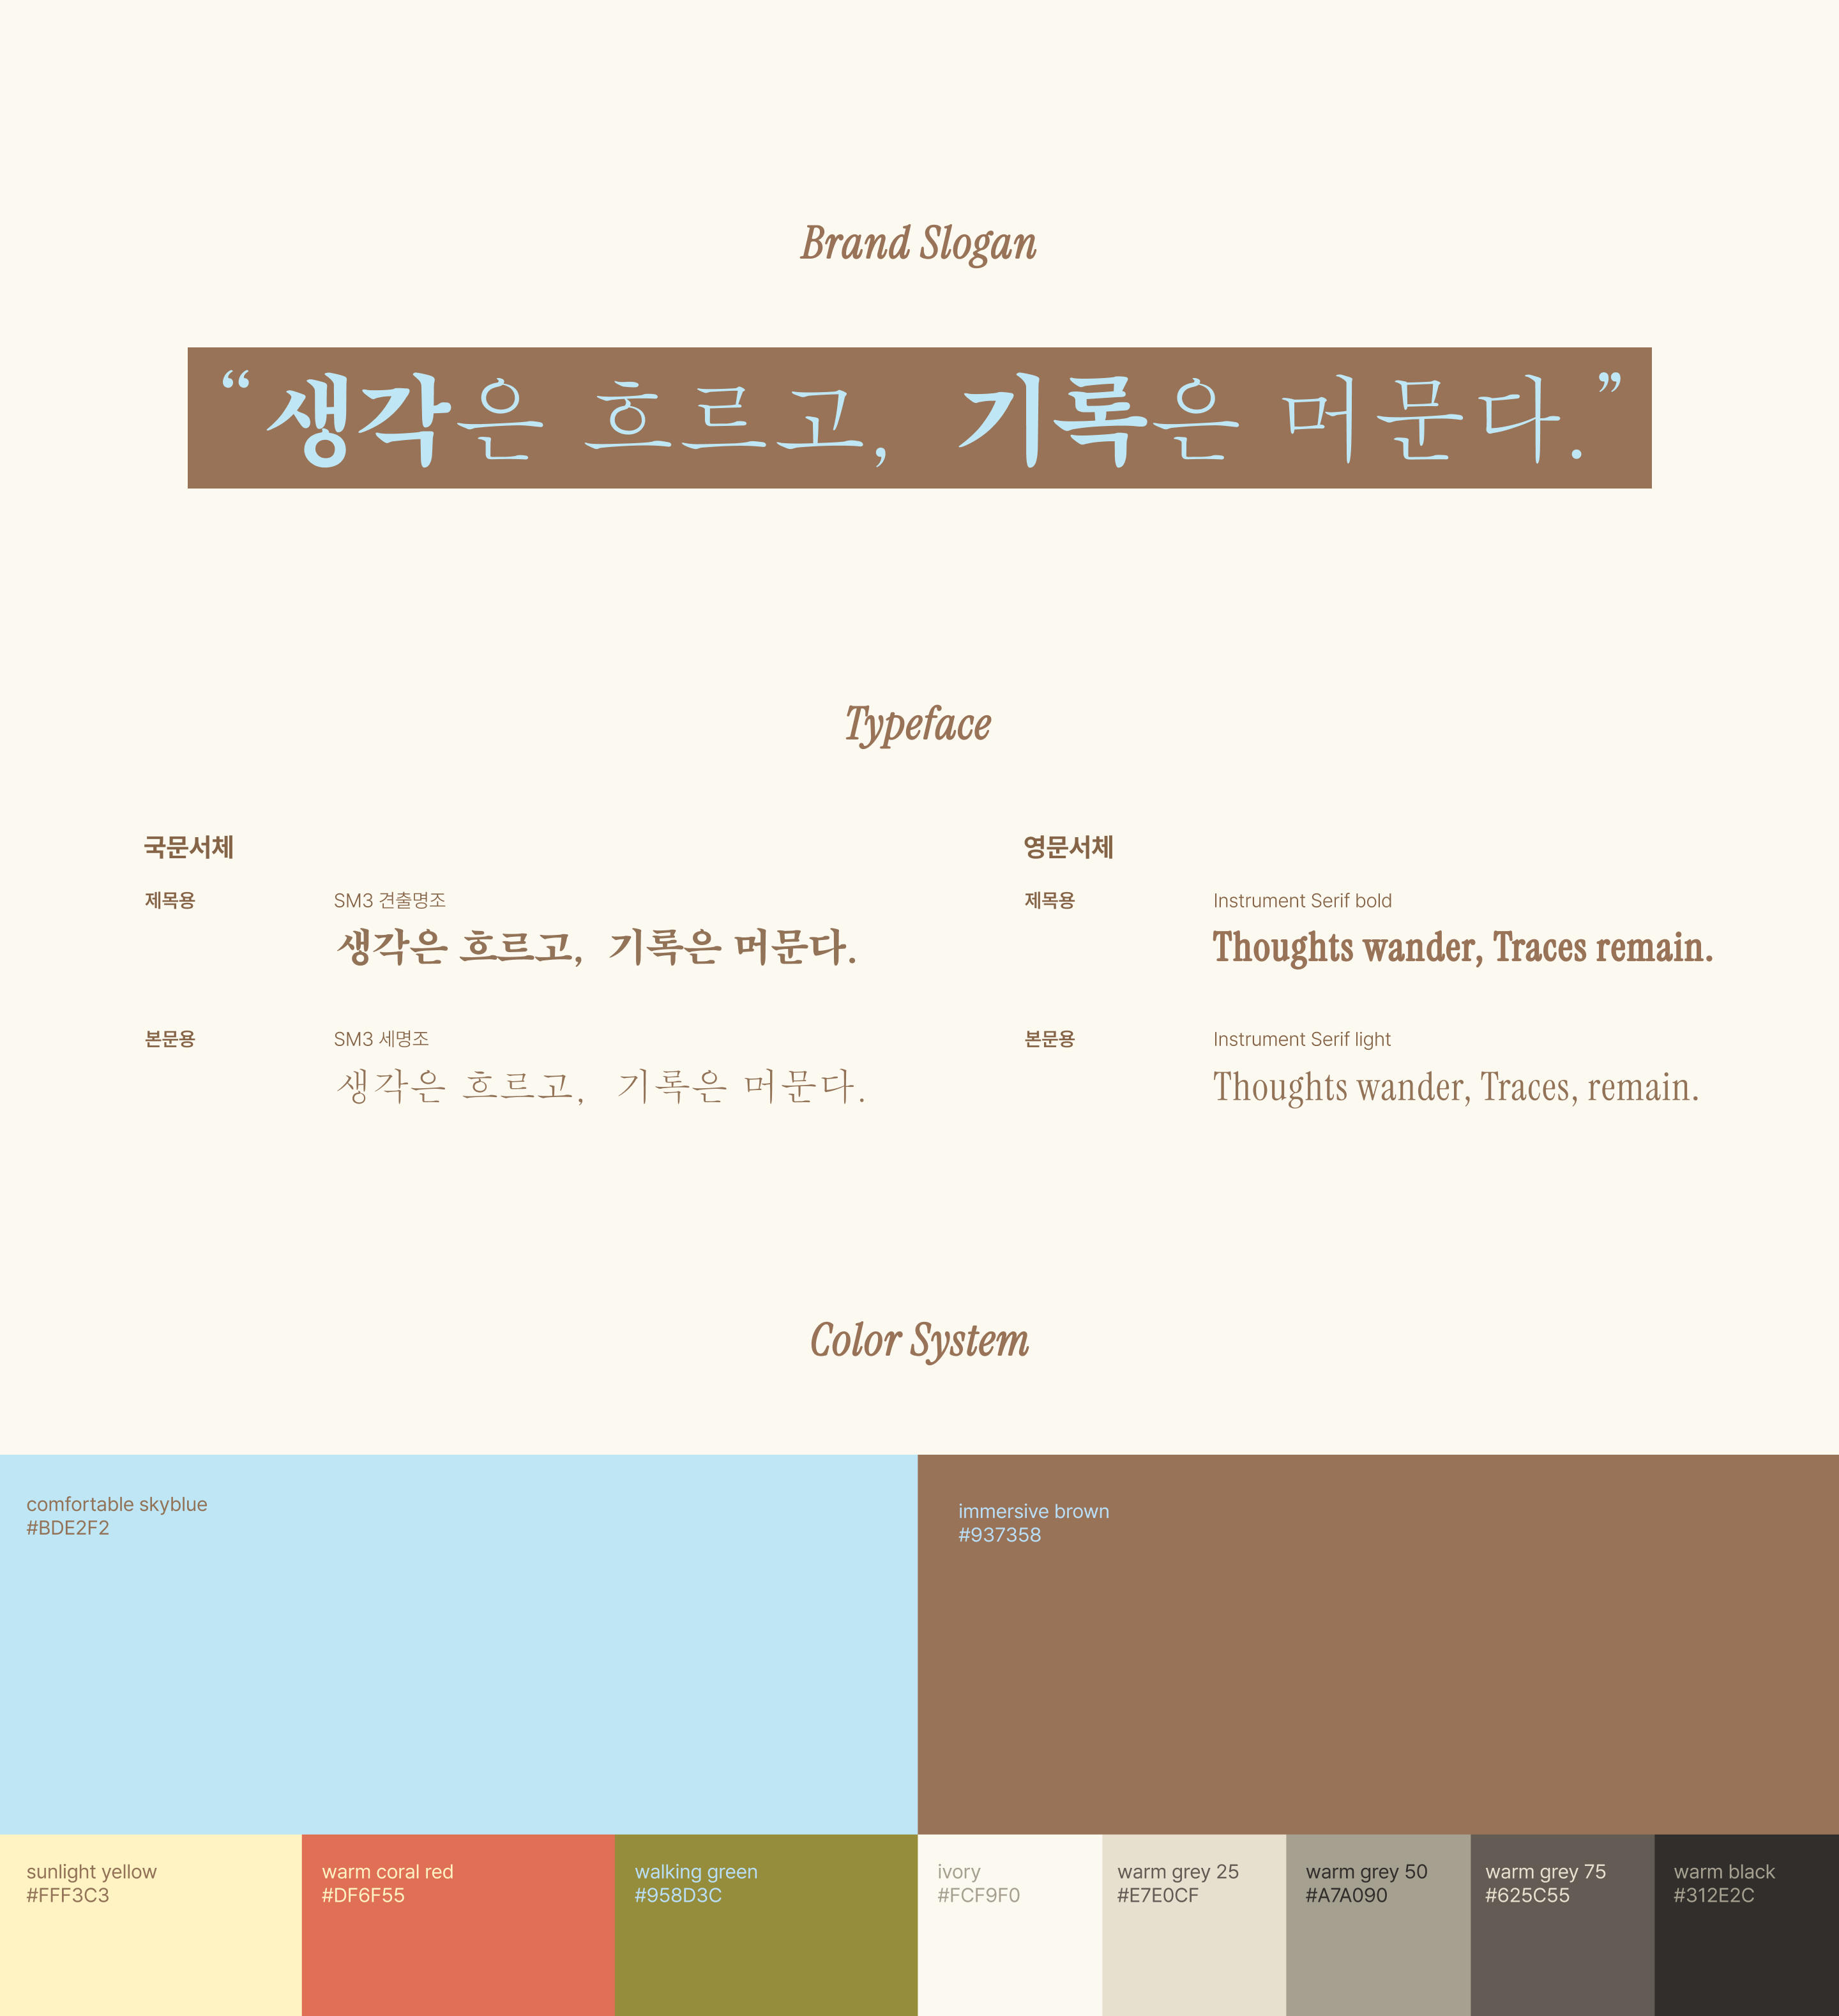 Brand Slogan
“생각은 흐르고, 기록은 머문다.”
Typeface
국문서체
제목용
SM3 견출명조
생각은 흐르고, 기록은 머문다.
본문용
SM3 세명조
생각은 흐르고, 기록은 머문다.
영문서체
제목용
Instrument Serif bold
Thoughts wander, Traces remain.
본문용
Instrument Serif light
Thoughts wander, Traces, remain.
Color System
comfortable skyblue
#BDE2F2
immersive brown
#937358
sunlight yellow
#FFF3C3
warm coral red
#DF6F55
walking green
#958D3C
ivory
#FCF9F0
warm grey 25
#E7E0CF
warm grey 50
#A7A090
warm grey 75
#625C55
warm black
#312E2C